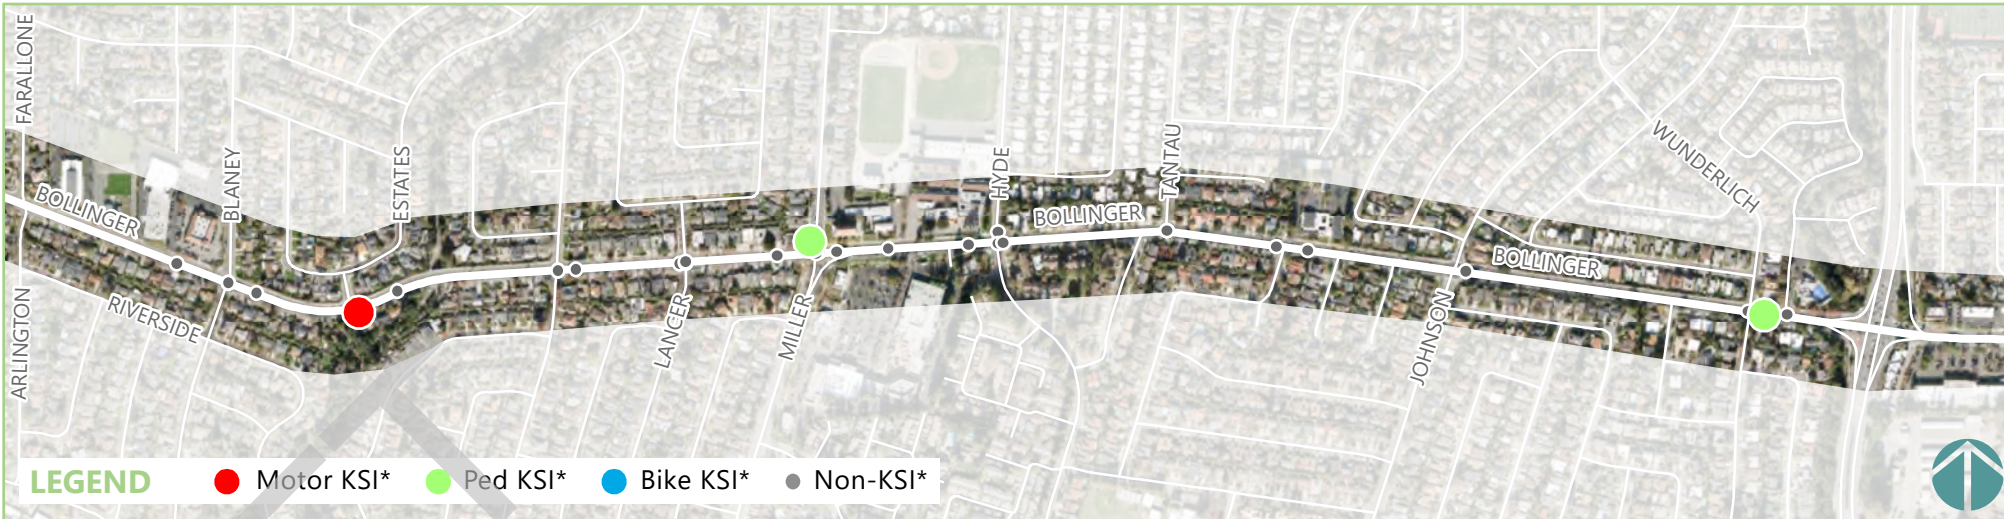 FARALLONE
BLANEY
ESTATES
HYDE
TANTAU
WUNDERLICH
BOLLINGER
BOLLINGER
BOLLINGER
ARLINGTON
RIVERSIDE
LANCER
MILLER
JOHNSON
LEGEND Motor KSI* Ped KSI* Bike KSI* Non-KSI*